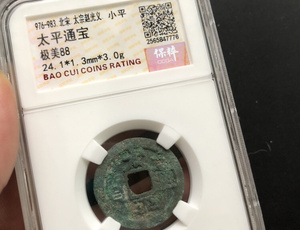 976-983 北宋 太宗赵光义 小平
太平通宝
极美88
24.1*1.3mm*3.0g
BAO CUI COINS RATING
2565847776
保粹